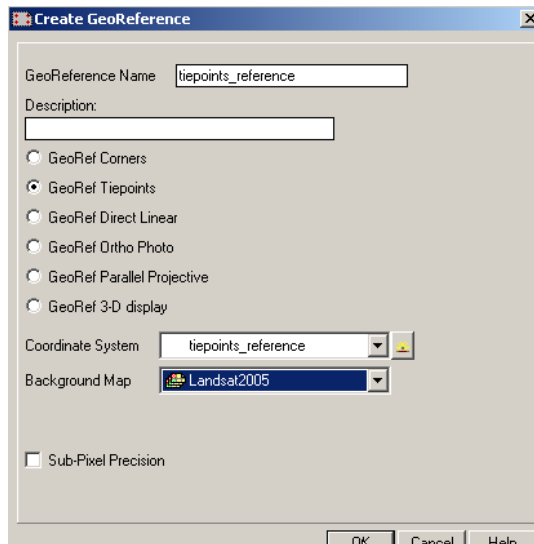 Create GeoReference
GeoReference Name tiepoints_reference
Description:
GeoRef Corners
GeoRef Tiepoints
GeoRef Direct Linear
GeoRef Ortho Photo
GeoRef Parallel Projective
GeoRef 3-D display
Coordinate System tiepoints_reference
Background Map Landsat2005
Sub-Pixel Precision
OK Cancel Help